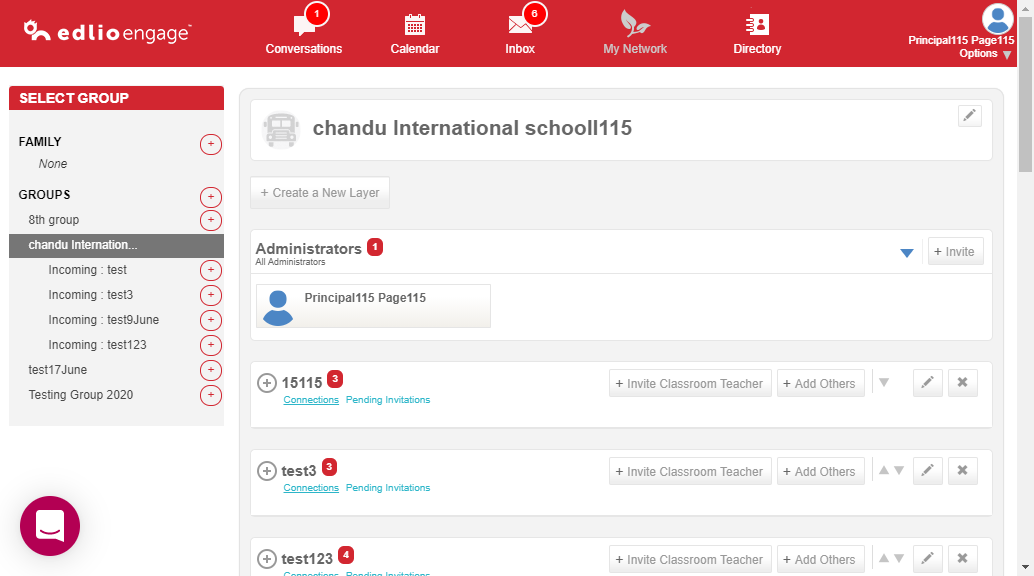 edlio engage
1
Conversations
Calendar
6
Inbox
My Network
Directory
Principal115 Page115
Options
SELECT GROUP
FAMILY
None
GROUPS
8th group
chandu Internation...
Incoming : test
Incoming : test3
Incoming : test9June
Incoming : test123
test17June
Testing Group 2020
chandu International schooll115
+ Create a New Layer
Administrators 1
All Administrators
+ Invite
Principal115 Page115
15115 3
Connections Pending Invitations
+ Invite Classroom Teacher + Add Others
test3 3
Connections Pending Invitations
+ Invite Classroom Teacher + Add Others
test123 4
Connections Pending Invitations
+ Invite Classroom Teacher + Add Others